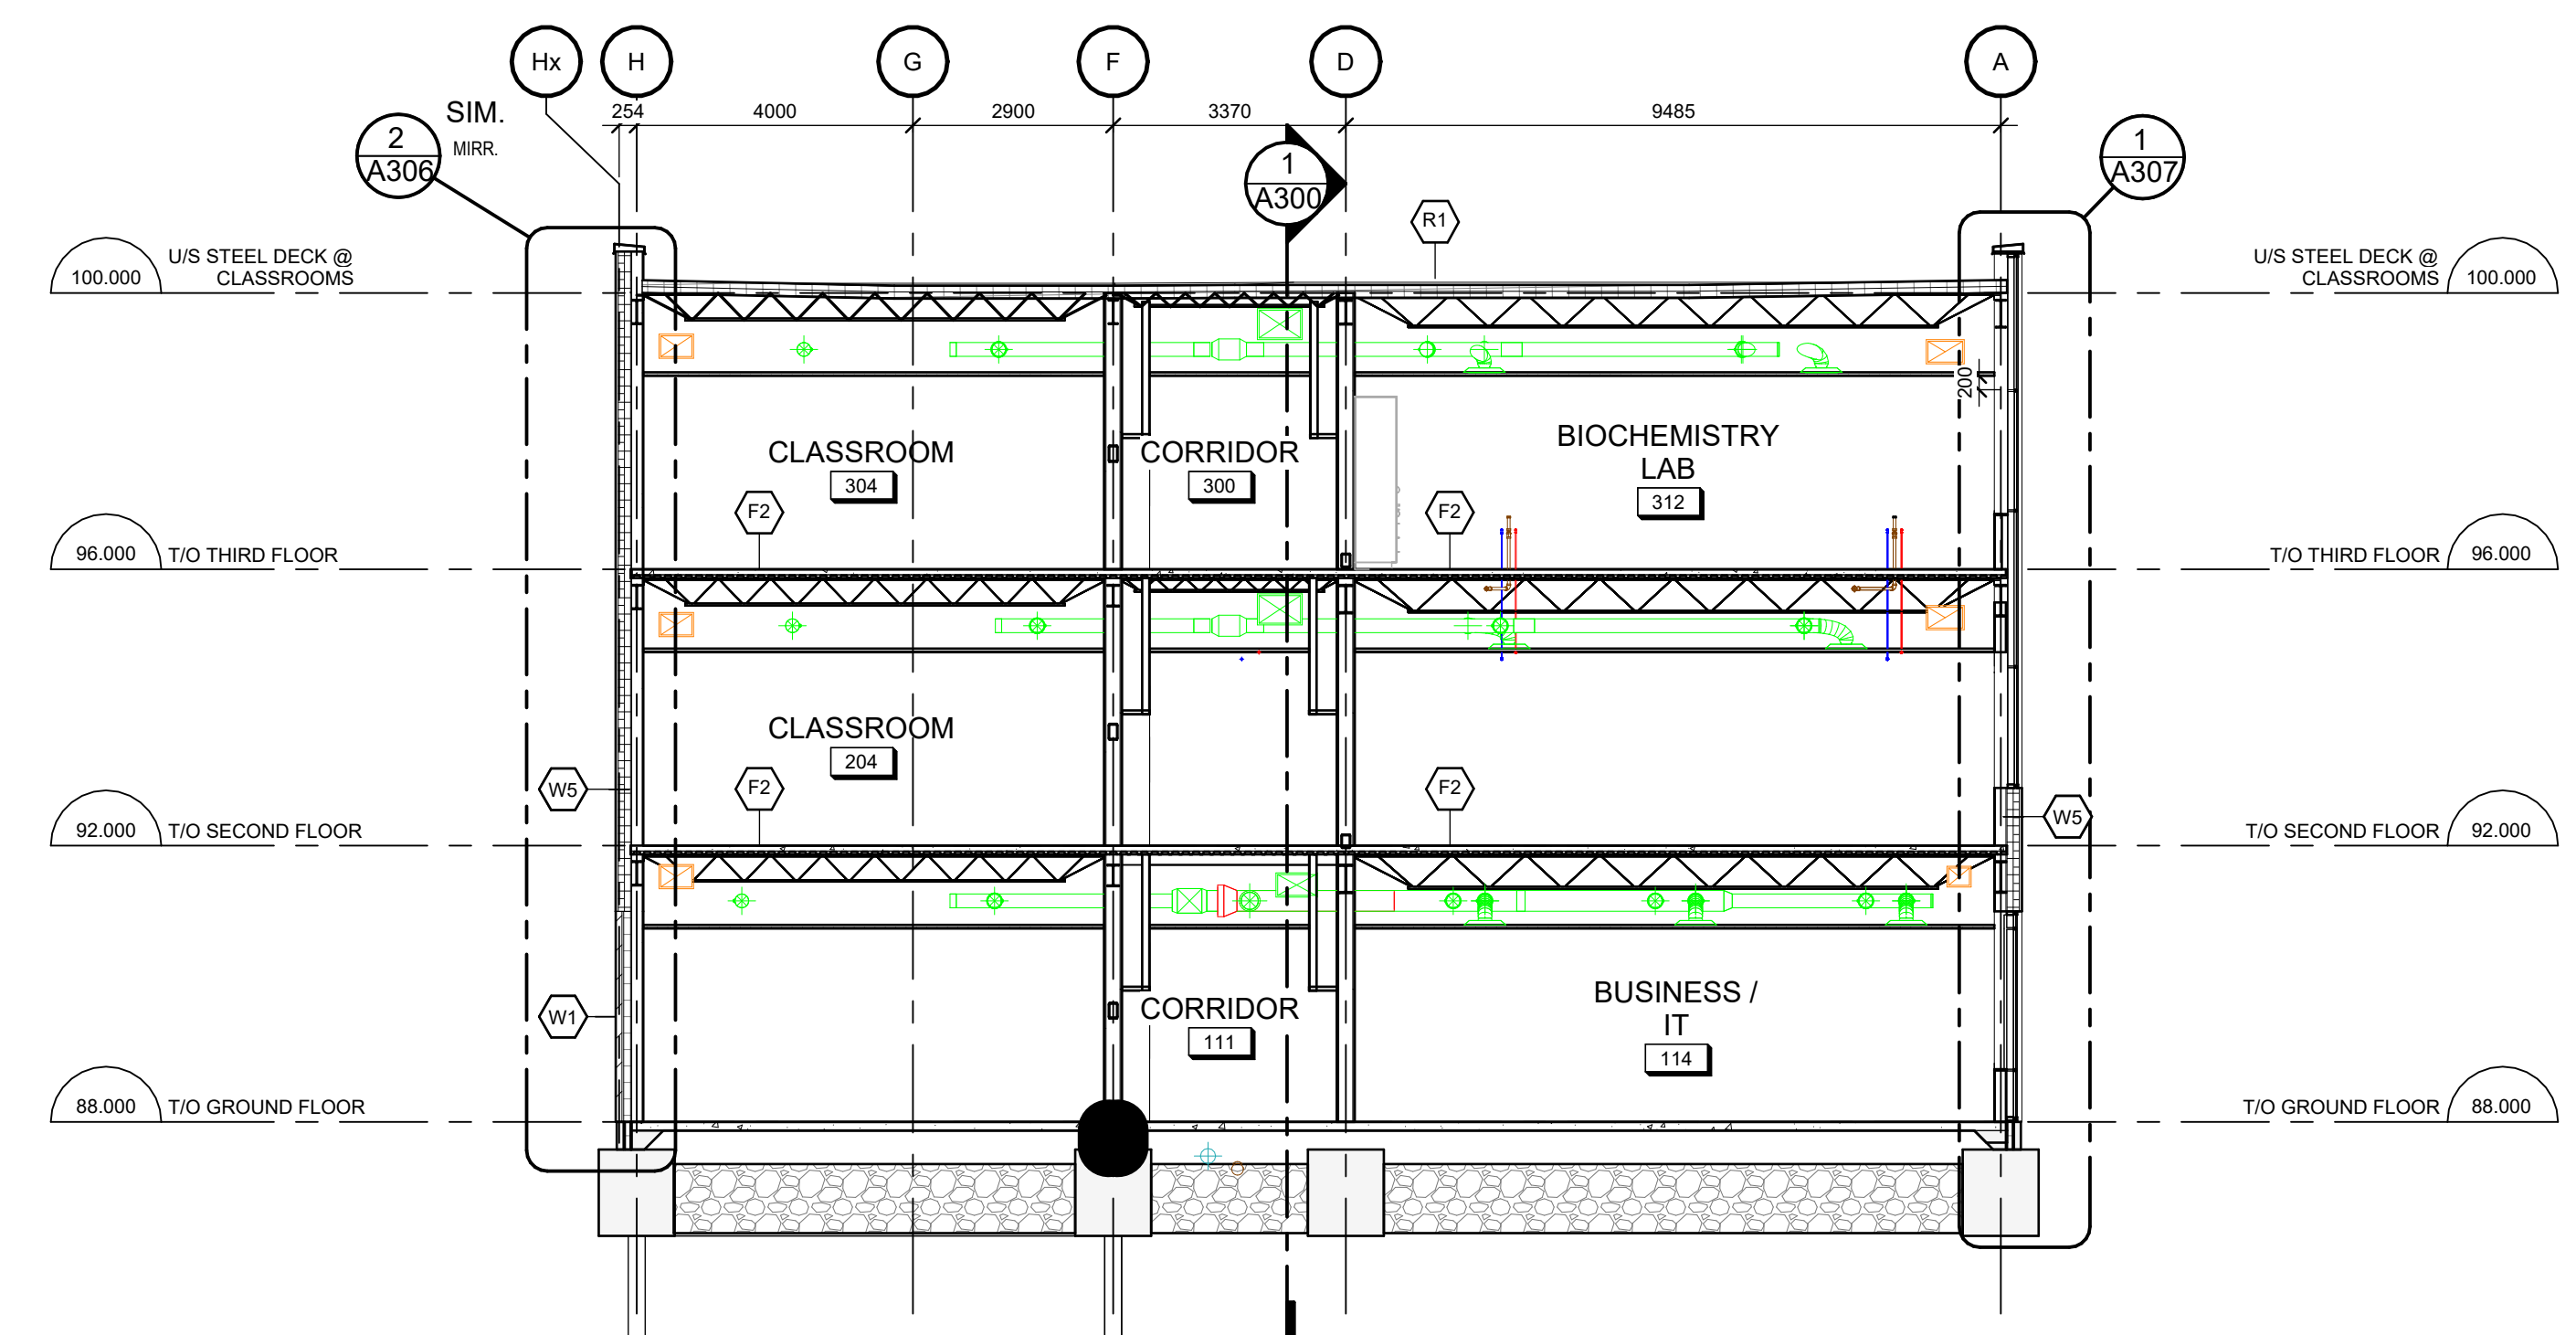 Hx H G F D A
254 4000 2900 3370 9485
SIM.
MIRR.
2
A306
1
A300
1
A307
R1
U/S STEEL DECK @
CLASSROOMS
100.000
U/S STEEL DECK @
CLASSROOMS
100.000
200
CLASSROOM
304
CORRIDOR
300
BIOCHEMISTRY
LAB
312
F2
F2
96.000 T/O THIRD FLOOR
T/O THIRD FLOOR 96.000
CLASSROOM
204
W5
F2
F2
W5
92.000 T/O SECOND FLOOR
T/O SECOND FLOOR 92.000
W1
CORRIDOR
111
BUSINESS /
IT
114
88.000 T/O GROUND FLOOR
T/O GROUND FLOOR 88.000